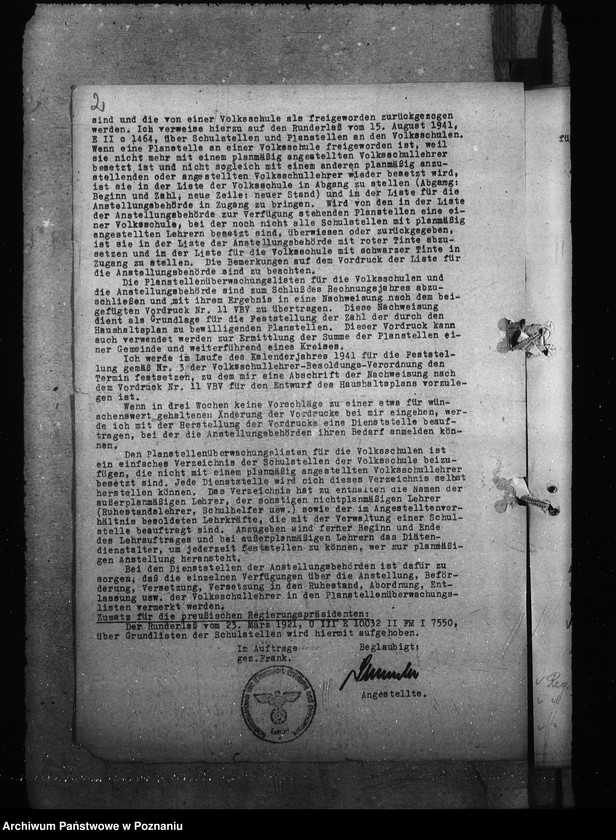 2
sind und die von einer Volksschule als freigeworden zurückgezogen
werden. Ich verweise hierzu auf den Runderlaß vom 15. August 1941,
E II c 1464, über Schulstellen und Planstellen an den Volksschulen.
Wenn eine Planstelle an einer Volksschule freigeworden ist, weil
sie nicht mehr mit einem planmäßig angestellten Volksschullehrer
besetzt ist und nicht sogleich mit einem anderen planmäßig anzu-
stellenden oder angestellten Volksschullehrer wieder besetzt wird,
ist sie in der Liste der Volksschule in Abgang zu stellen (Abgang:
Beginn und Zahl, neue Zeile: neuer Stand) und in der Liste für die
Anstellungsbehörde in Zugang zu bringen. Wird von den in der Liste
der Anstellungsbehörde zur Verfügung stehenden Planstellen eine ei-
ner Volksschule, bei der noch nicht alle Schulstellen mit planmäßig
angestellten Lehrern besetzt sind, überwiesen oder zurückgegeben,
ist sie in der Liste der Anstellungsbehörde mit roter Tinte abzu-
setzen und in der Liste für die Volksschule mit schwarzer Tinte in
Zugang zu stellen. Die Bemerkungen auf dem Vordruck der Liste für
die Anstellungsbehörde sind zu beachten.
Die Planstellenüberwachungslisten für die Volksschulen und
die Anstellungsbehörde sind zum Schluß des Rechnungsjahres abzu-
schließen und mit ihrem Ergebnis in eine Nachweisung nach dem bei-
gefügten Vordruck Nr. 11 VBV zu übertragen. Diese Nachweisung
dient als Grundlage für die Feststellung der Zahl der durch den
Haushaltsplan zu bewilligenden Planstellen. Dieser Vordruck kann
auch verwendet werden zur Ermittlung der Summe der Planstellen ei-
ner Gemeinde und weiterführend eines Kreises.
Ich werde im Laufe des Kalenderjahres 1941 für die Feststel-
lung gemäß Nr. 3 der Volksschullehrer-Besoldungs-Verordnung den
Termin festsetzen, zu dem mir eine Abschrift der Nachweisung nach
dem Vordruck Nr. 11 VBV für den Entwurf des Haushaltsplans vorzule-
gen ist.
Wenn in drei Wochen keine Vorschläge zu einer etwa für wün-
schenswert gehaltenen Änderung der Vordrucke bei mir eingehen, wer-
de ich mit der Herstellung der Vordrucke eine Dienststelle beauf-
tragen, bei der die Anstellungsbehörden ihren Bedarf anmelden kön-
nen.
Den Planstellenüberwachungslisten für die Volksschulen ist
ein einfaches Verzeichnis der Schulstellen der Volksschule beizu-
fügen, die nicht mit einem planmäßig angestellten Volksschullehrer
besetzt sind. Jede Dienststelle wird sich dieses Verzeichnis selbst
herstellen können. Das Verzeichnis hat zu enthalten die Namen der
außerplanmäßigen Lehrer, der sonstigen nichtplanmäßigen Lehrer
(Ruhestandslehrer, Schulhelfer usw.) sowie der im Angestelltenver-
hältnis besoldeten Lehrkräfte, die mit der Verwaltung einer Schul-
stelle beauftragt sind. Anzugeben sind ferner Beginn und Ende
des Lehrauftrages und bei außerplanmäßigen Lehrern das Diäten-
dienstalter, um jederzeit feststellen zu können, wer zur planmäßi-
gen Anstellung heransteht.
Bei den Dienststellen der Anstellungsbehörden ist dafür zu
sorgen, daß die einzelnen Verfügungen über die Anstellung, Beför-
derung, Versetzung, Versetzung in den Ruhestand, Abordnung, Ent-
lassung usw. der Volksschullehrer in den Planstellenüberwachungs-
listen vermerkt werden.
Zusatz für die preußischen Regierungspräsidenten:
Der Runderlaß vom 23. März 1921, U III E 10032 II FM I 7550,
über Grundlisten der Schulstellen wird hiermit aufgehoben.
Im Auftrage
gez. Frank.
Beglaubigt:
Angestellte.
Archiwum Państwowe w Poznaniu